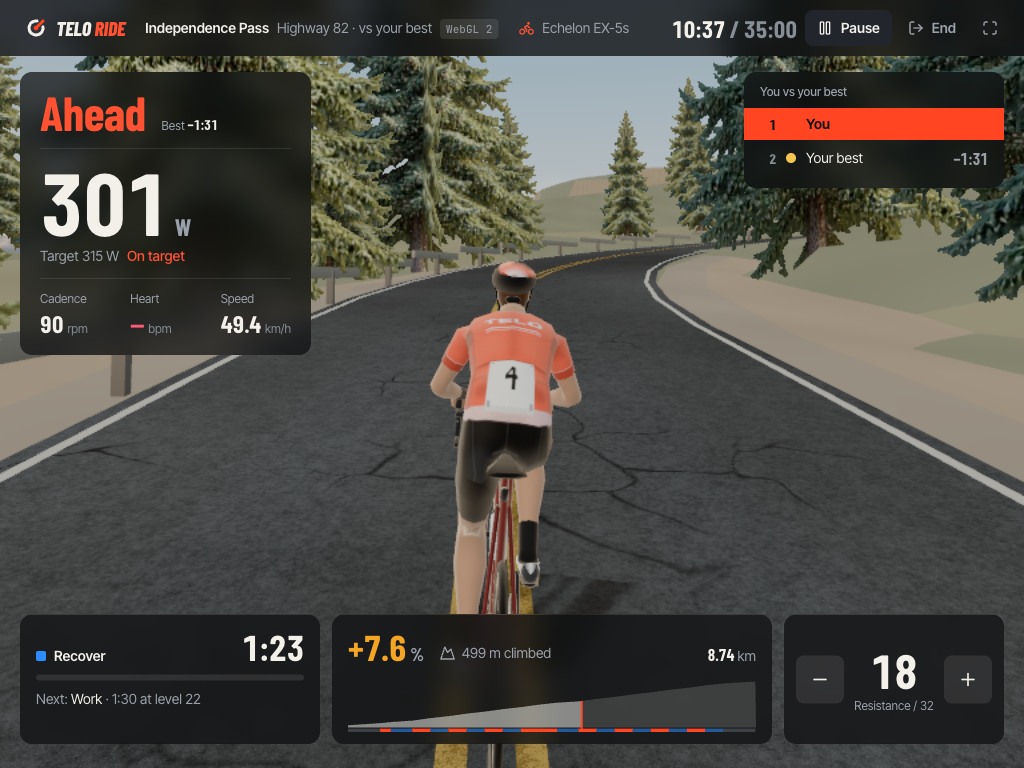 TELO RIDE Independence Pass Highway 82 · vs your best WebGL 2 Echelon EX-5s 10:37 / 35:00 Pause End
Ahead Best −1:31
301 W
Target 315 W On target
Cadence Heart Speed
90 rpm — bpm 49.4 km/h
You vs your best
1 You
2 Your best −1:31
TELO
4
Recover 1:23
Next: Work · 1:30 at level 22
+7.6 % 499 m climbed 8.74 km
− 18 +
Resistance / 32